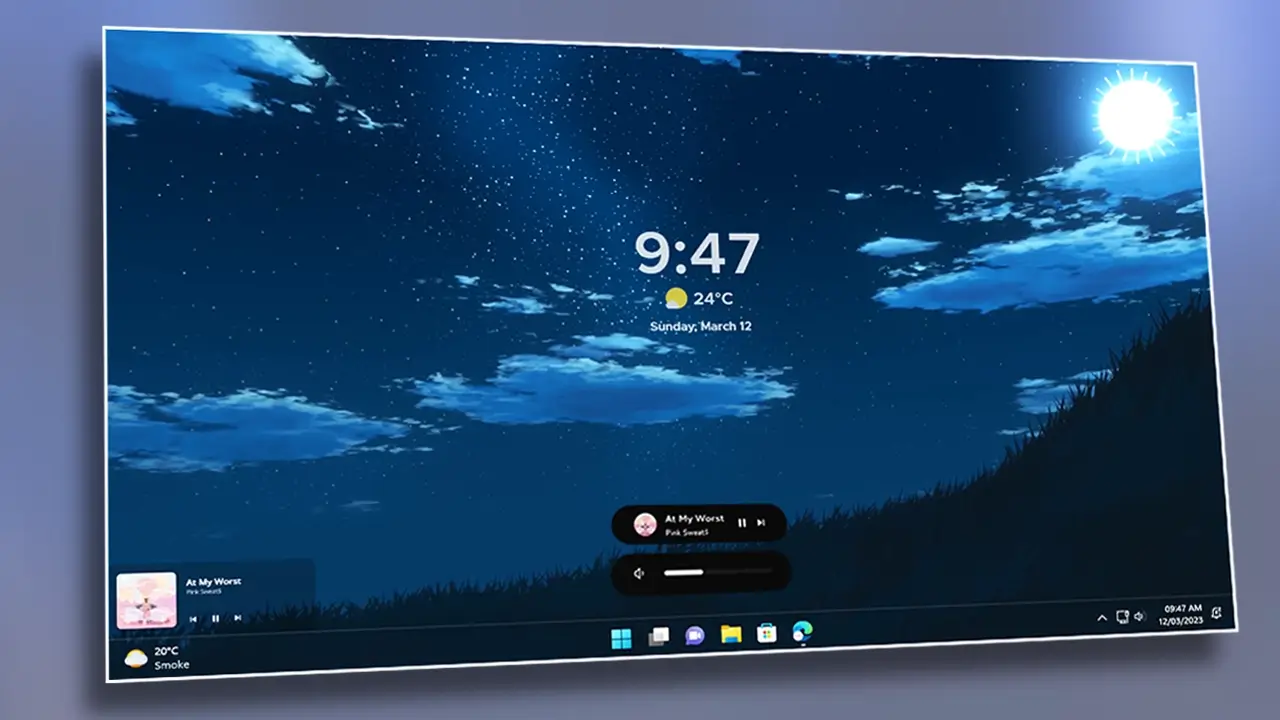 9:47
24°C
Sunday, March 12
At My Worst
Pink Sweat$
At My Worst
Pink Sweat$
20°C
Smoke
09:47 AM
12/03/2023